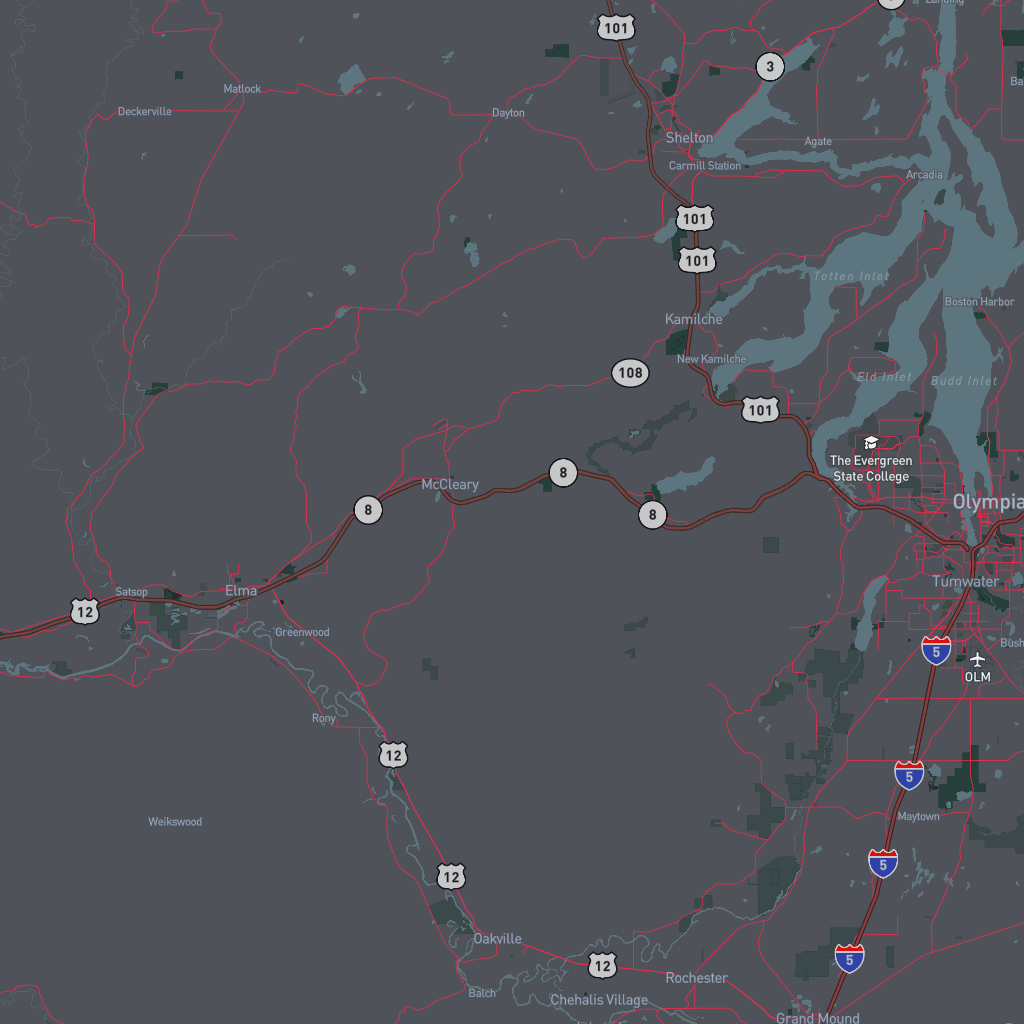 Landing
101
3
Matlock
Deckerville
Dayton
Shelton
Agate
Carmill Station
Arcadia
101
101
Totten Inlet
Boston Harbor
Kamilche
New Kamilche
108
Eld Inlet
Budd Inlet
101
The Evergreen
State College
8
McCleary
8
8
Olympia
Tumwater
Satsop
Elma
12
Greenwood
5
OLM
Rony
12
5
Maytown
Weikswood
5
12
Oakville
12
5
Rochester
Balch
Chehalis Village
Grand Mound